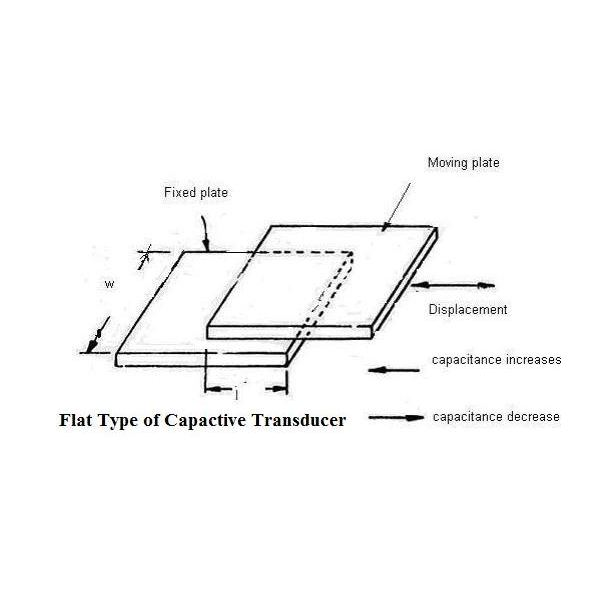 Moving plate
Fixed plate
w
Displacement
capacitance increases
l
Flat Type of Capactive Transducer
capacitance decrease